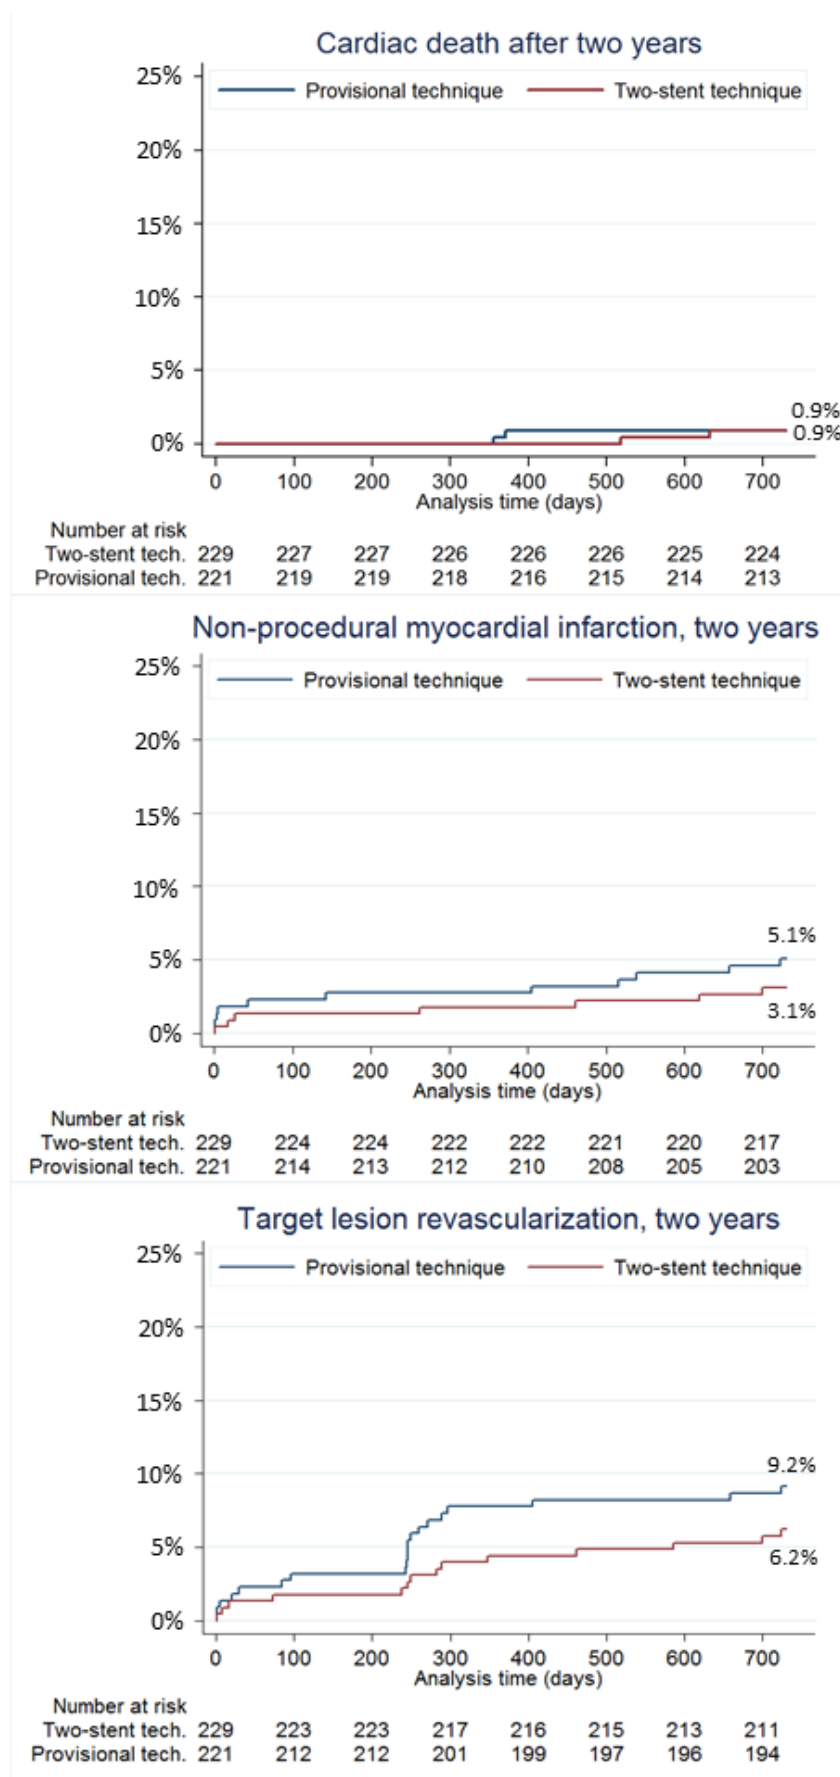 Cardiac death after two years
25%
Provisional technique Two-stent technique
20%
15%
10%
5%
0.9%
0.9%
0%
0 100 200 300 400 500 600 700
Analysis time (days)
Number at risk
Two-stent tech. 229 227 227 226 226 226 225 224
Provisional tech. 221 219 219 218 216 215 214 213
Non-procedural myocardial infarction, two years
25%
Provisional technique Two-stent technique
20%
15%
10%
5.1%
5%
3.1%
0%
0 100 200 300 400 500 600 700
Analysis time (days)
Number at risk
Two-stent tech. 229 224 224 222 222 221 220 217
Provisional tech. 221 214 213 212 210 208 205 203
Target lesion revascularization, two years
25%
Provisional technique Two-stent technique
20%
15%
10%
9.2%
5%
6.2%
0%
0 100 200 300 400 500 600 700
Analysis time (days)
Number at risk
Two-stent tech. 229 223 223 217 216 215 213 211
Provisional tech. 221 212 212 201 199 197 196 194